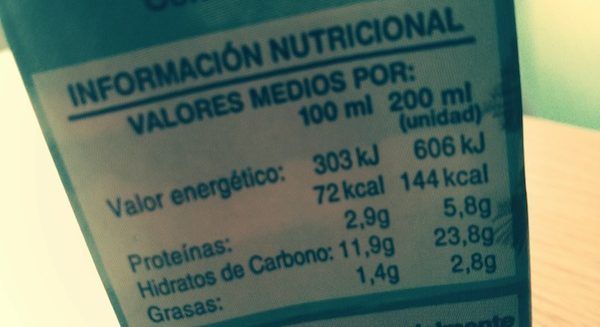 INFORMACIÓN NUTRICIONAL
VALORES MEDIOS POR:
100 ml 200 ml
(unidad)
Valor energético: 303 kJ 606 kJ
72 kcal 144 kcal
Proteínas: 2,9g 5,8g
Hidratos de Carbono: 11,9g 23,8g
Grasas: 1,4g 2,8g